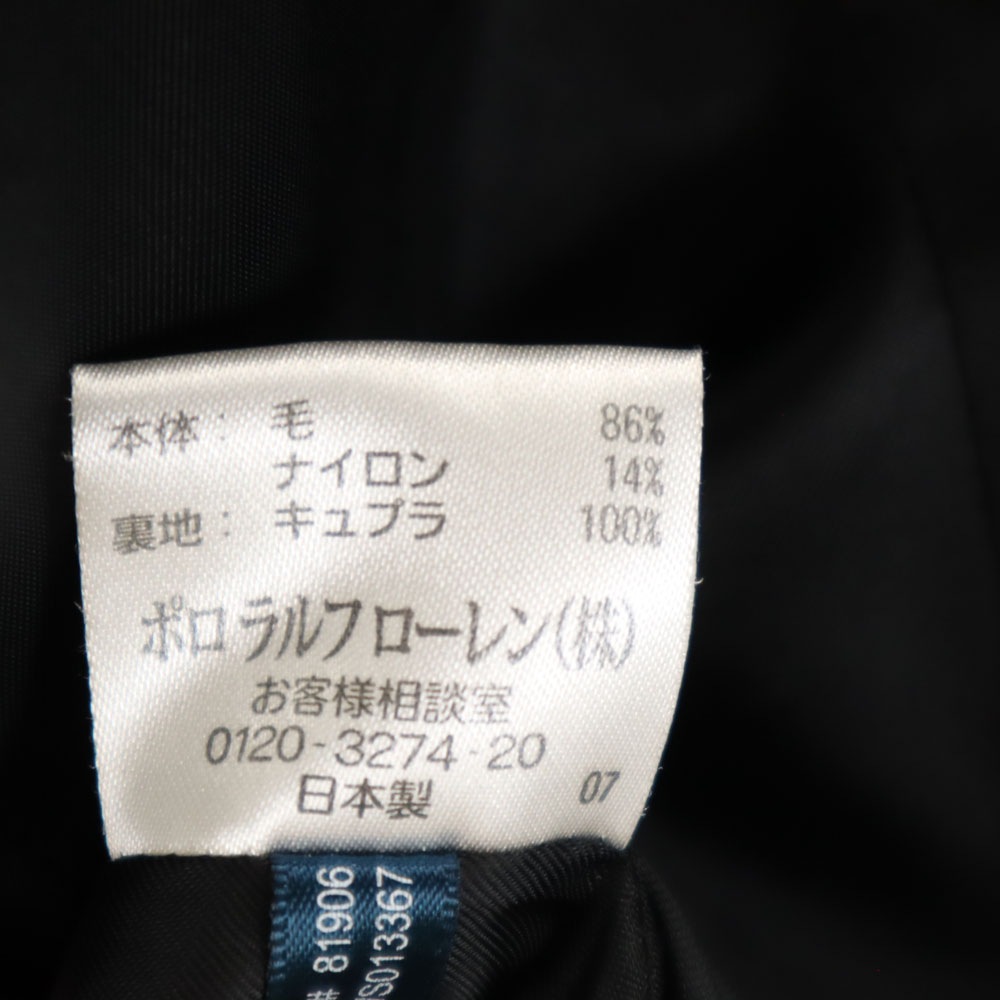 本体: 毛 86%
ナイロン 14%
裏地: キュプラ 100%
ポロ ラルフ ローレン(株)
お客様相談室
0120-3274-20
日本製 07
81906
013367